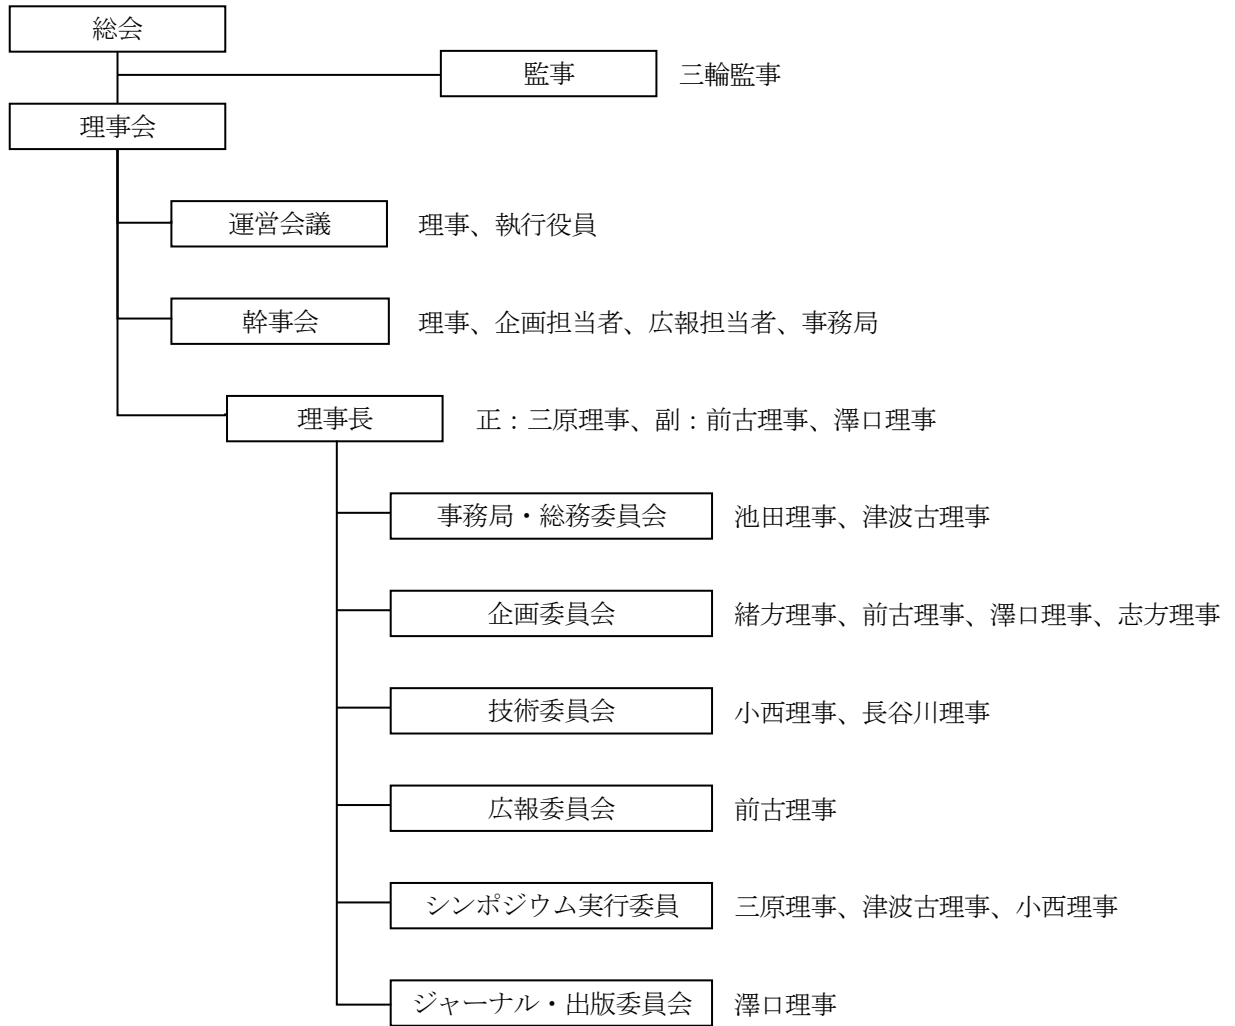 総会
監事 三輪監事
理事会
運営会議 理事、執行役員
幹事会 理事、企画担当者、広報担当者、事務局
理事長 正：三原理事、副：前古理事、澤口理事
事務局・総務委員会 池田理事、津波古理事
企画委員会 緒方理事、前古理事、澤口理事、志方理事
技術委員会 小西理事、長谷川理事
広報委員会 前古理事
シンポジウム実行委員 三原理事、津波古理事、小西理事
ジャーナル・出版委員会 澤口理事